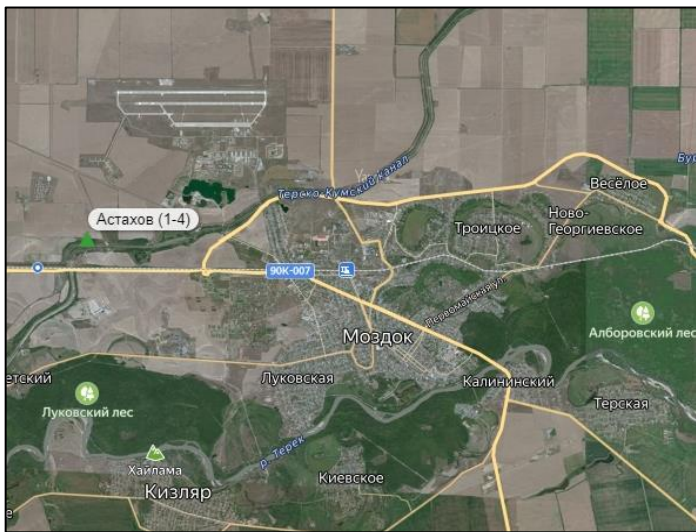 Терско-Кумский канал
Бу
Весёлое
Астахов (1-4)
Троицкое
Ново-
Георгиевское
90К-007
Первомайская ул.
Моздок
Алборовский лес
етский
Луковская
Калининский
Луковский лес
Терская
р. Терек
Хайлама
Киевское
Кизляр
е